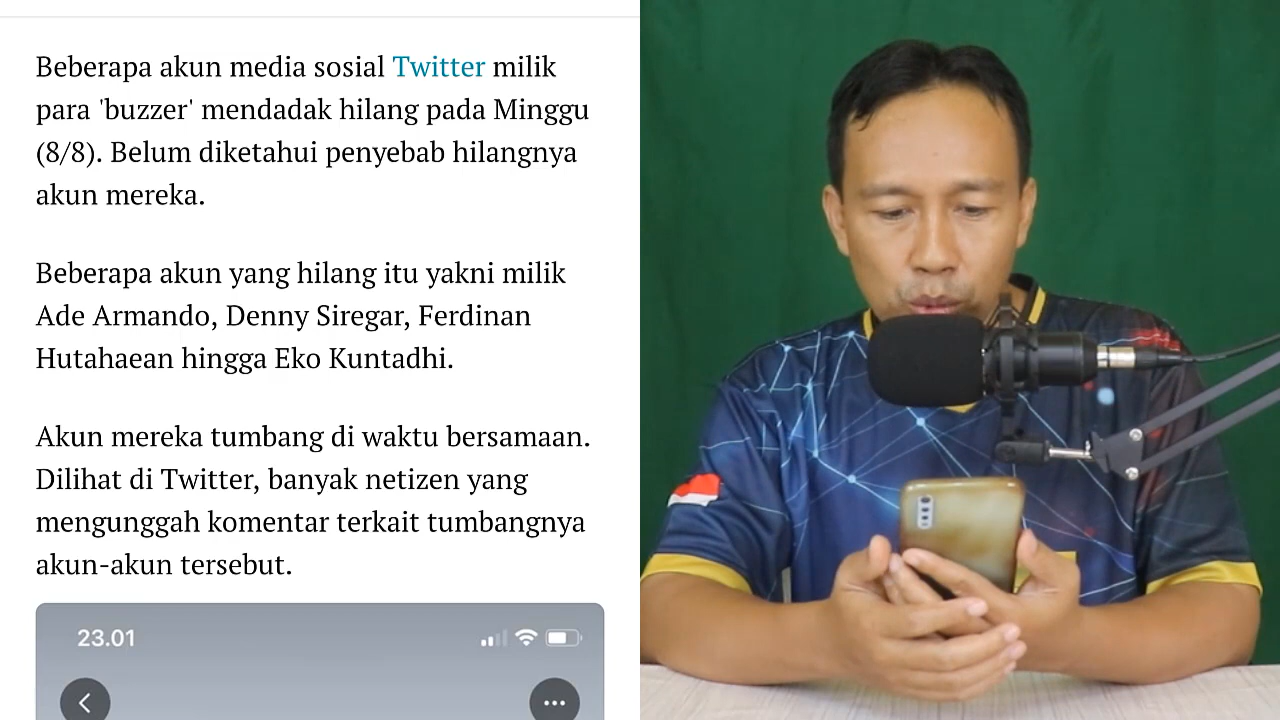 Beberapa akun media sosial Twitter milik
para 'buzzer' mendadak hilang pada Minggu
(8/8). Belum diketahui penyebab hilangnya
akun mereka.
Beberapa akun yang hilang itu yakni milik
Ade Armando, Denny Siregar, Ferdinan
Hutahaean hingga Eko Kuntadhi.
Akun mereka tumbang di waktu bersamaan.
Dilihat di Twitter, banyak netizen yang
mengunggah komentar terkait tumbangnya
akun-akun tersebut.
23.01